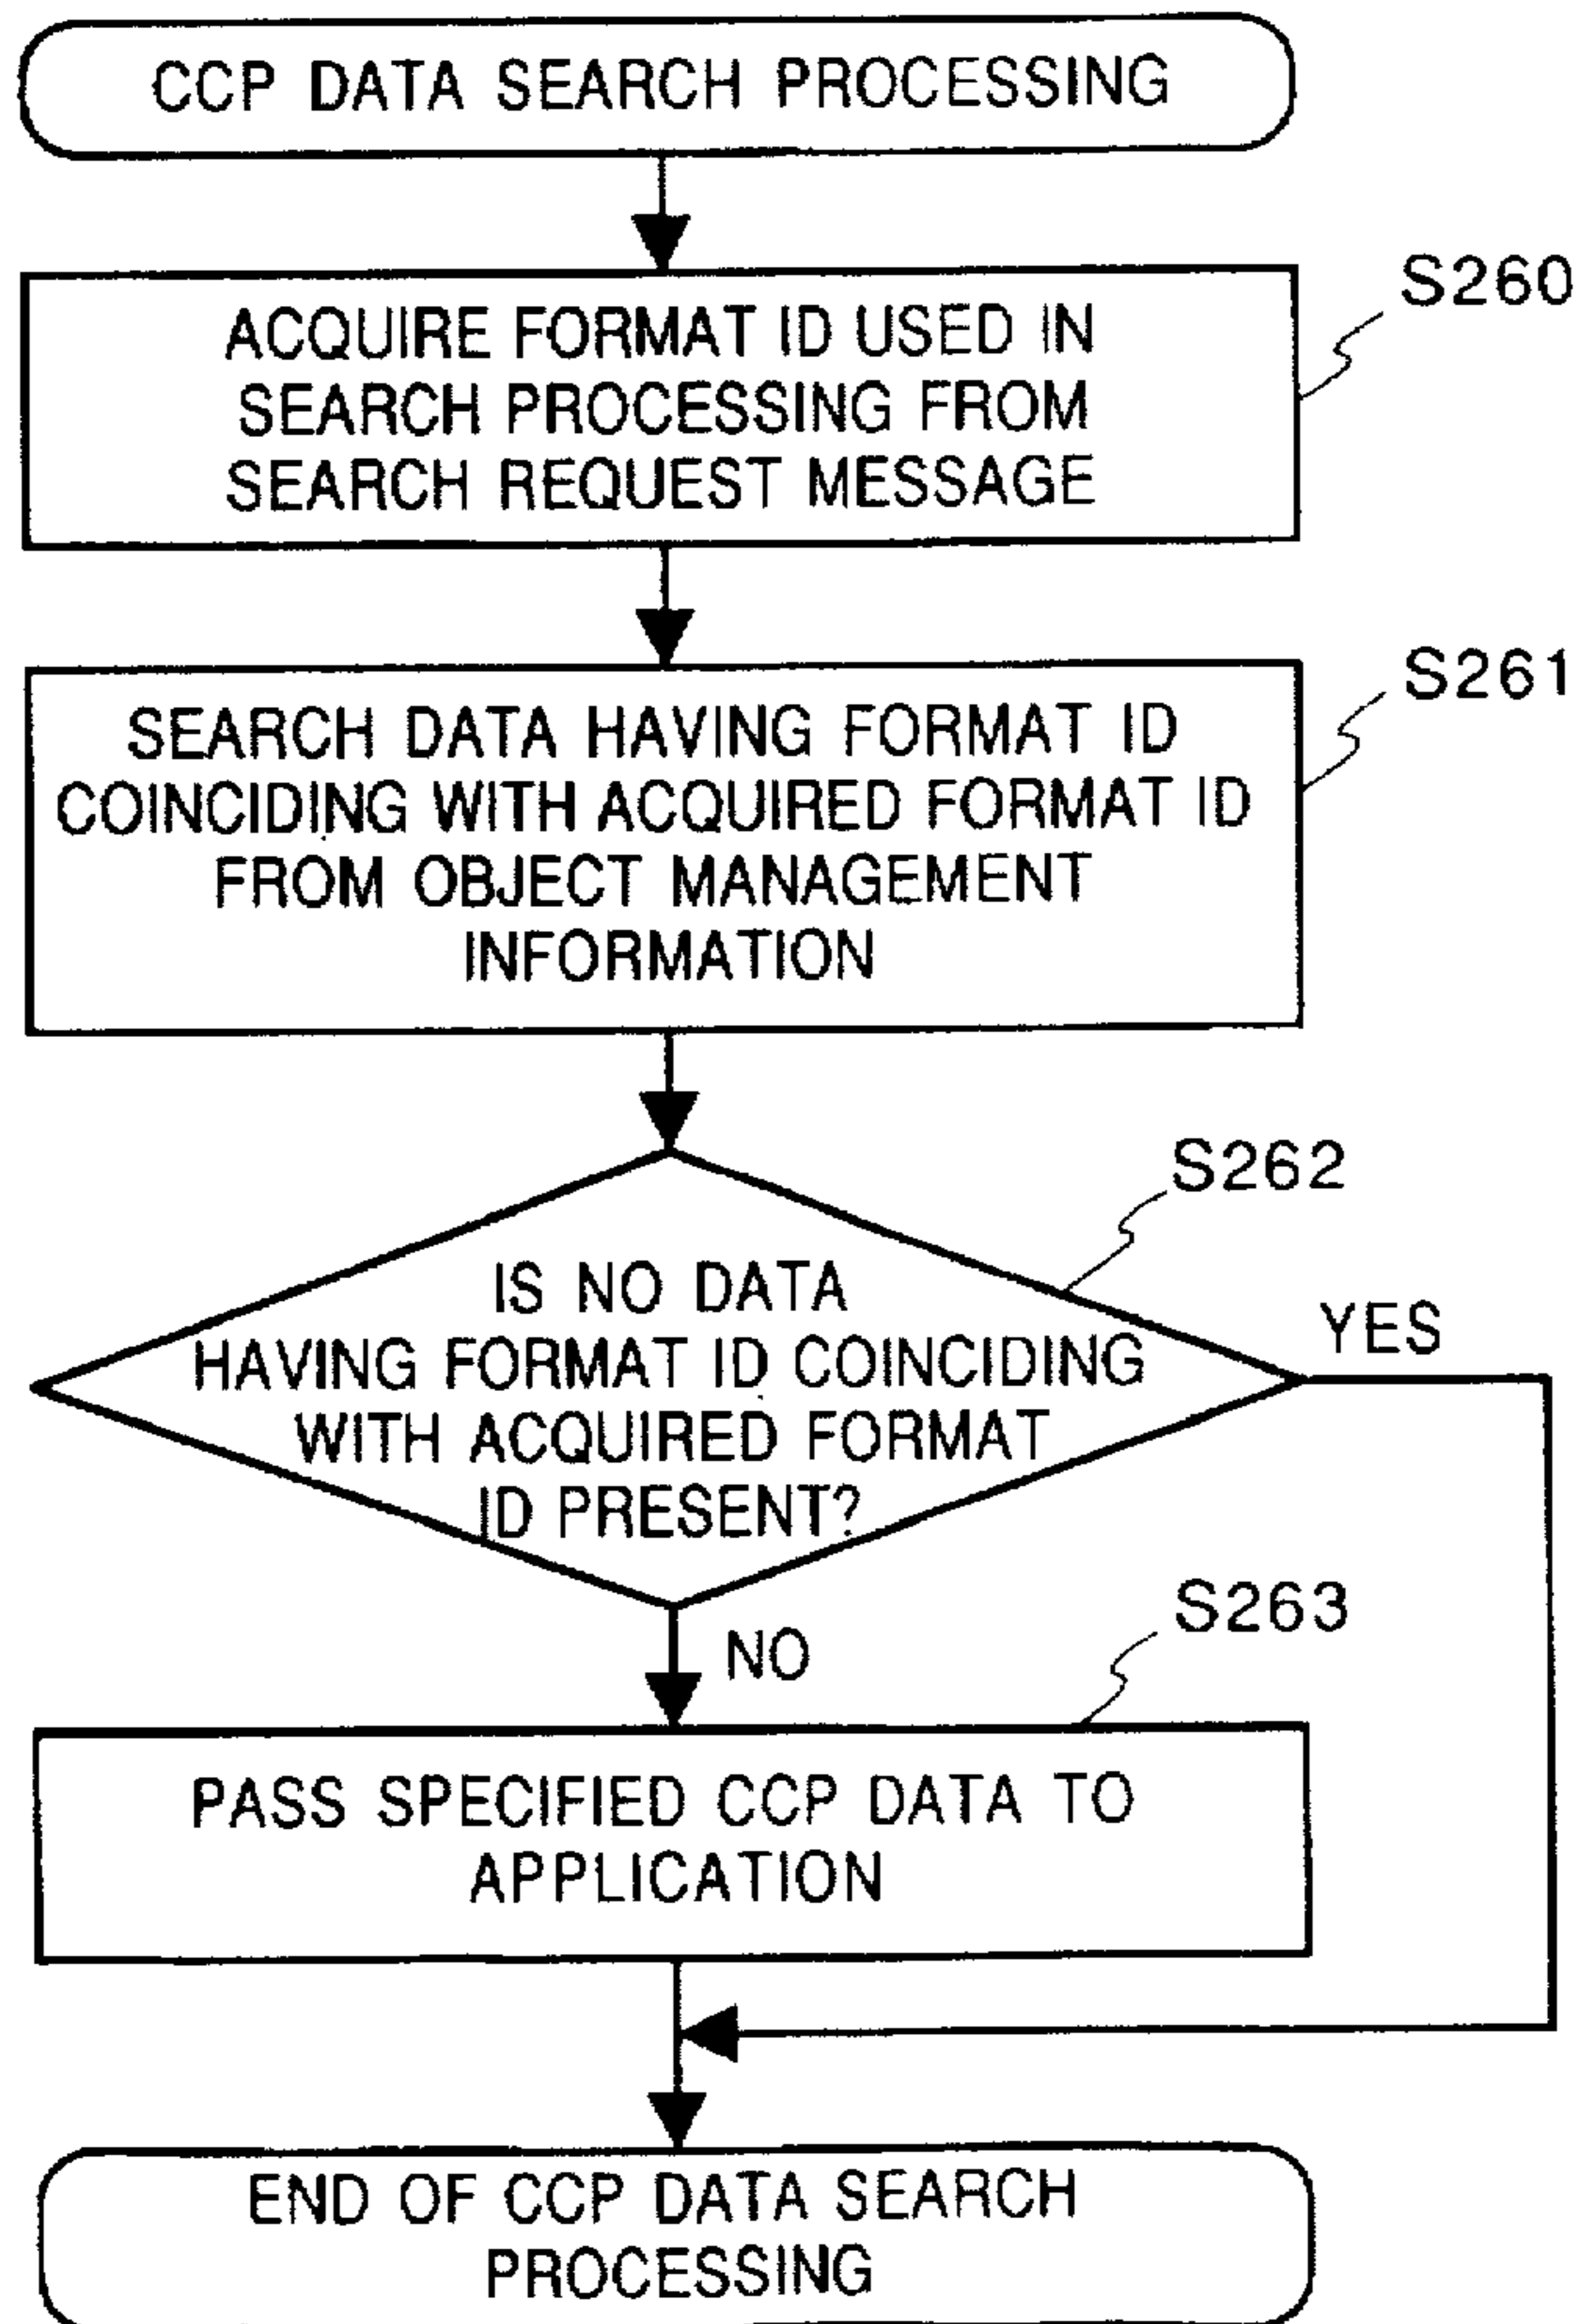 CCP DATA SEARCH PROCESSING
S260
ACQUIRE FORMAT ID USED IN
SEARCH PROCESSING FROM
SEARCH REQUEST MESSAGE
S261
SEARCH DATA HAVING FORMAT ID
COINCIDING WITH ACQUIRED FORMAT ID
FROM OBJECT MANAGEMENT
INFORMATION
S262
IS NO DATA
HAVING FORMAT ID COINCIDING
WITH ACQUIRED FORMAT
ID PRESENT?
YES
NO
S263
PASS SPECIFIED CCP DATA TO
APPLICATION
END OF CCP DATA SEARCH
PROCESSING